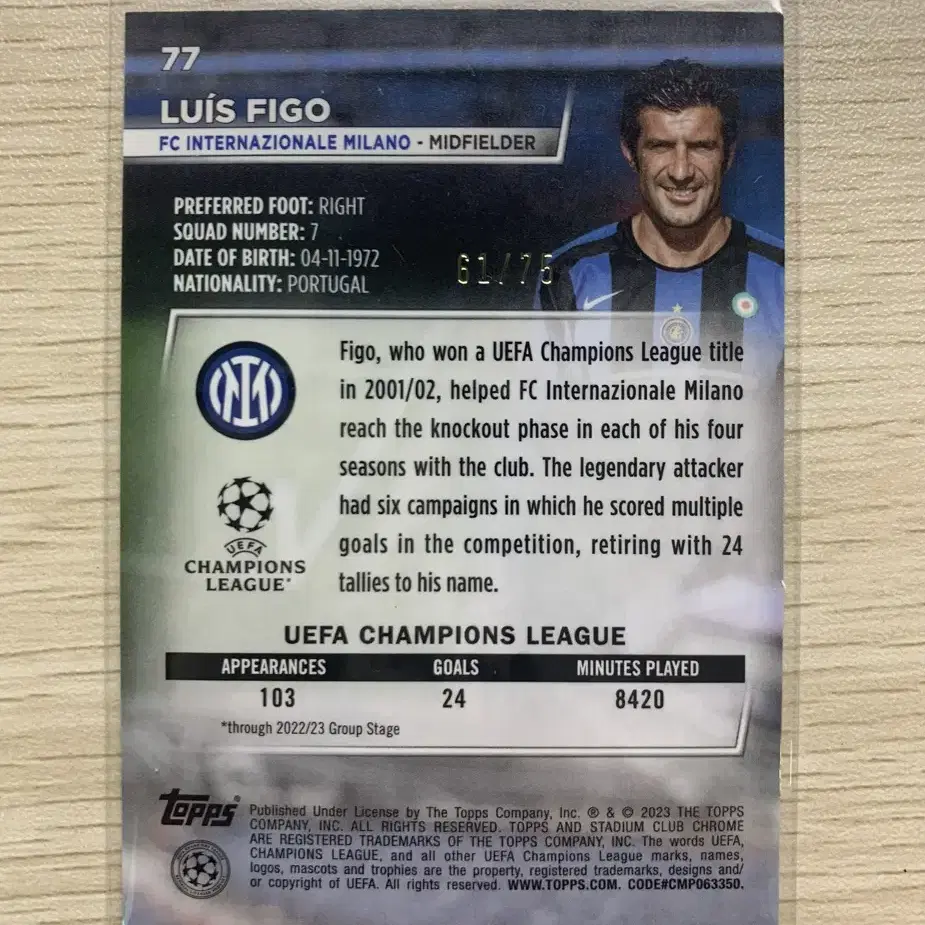 77
LUÍS FIGO
FC INTERNAZIONALE MILANO - MIDFIELDER
PREFERRED FOOT: RIGHT
SQUAD NUMBER: 7
DATE OF BIRTH: 04-11-1972
NATIONALITY: PORTUGAL
61/75
Figo, who won a UEFA Champions League title
in 2001/02, helped FC Internazionale Milano
reach the knockout phase in each of his four
seasons with the club. The legendary attacker
had six campaigns in which he scored multiple
goals in the competition, retiring with 24
tallies to his name.
UEFA
CHAMPIONS
LEAGUE®
UEFA CHAMPIONS LEAGUE
APPEARANCES GOALS MINUTES PLAYED
103 24 8420
*through 2022/23 Group Stage
topps®
Published Under License by The Topps Company, Inc. ® & © 2023 THE TOPPS
COMPANY, INC. ALL RIGHTS RESERVED. TOPPS AND STADIUM CLUB CHROME
ARE REGISTERED TRADEMARKS OF THE TOPPS COMPANY, INC. The words UEFA,
CHAMPIONS LEAGUE, and all other UEFA Champions League marks, names,
logos, mascots and trophies are the property, registered trademarks, designs and/
or copyright of UEFA. All rights reserved. WWW.TOPPS.COM. CODE#CMP063350.